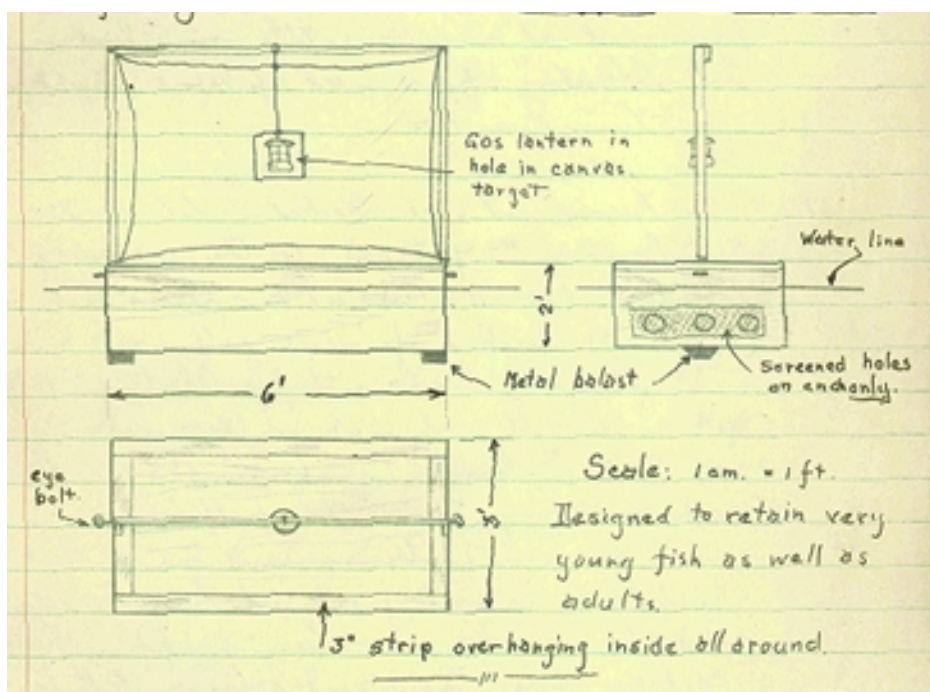 Gas lantern in
hole in canvas
target.
Water line
2'
Screened holes
on end only.
Metal balast
6'
eye
bolt.
3'
Scale: 1 cm. = 1 ft.
Designed to retain very
young fish as well as
adults.
3" strip overhanging inside all around.